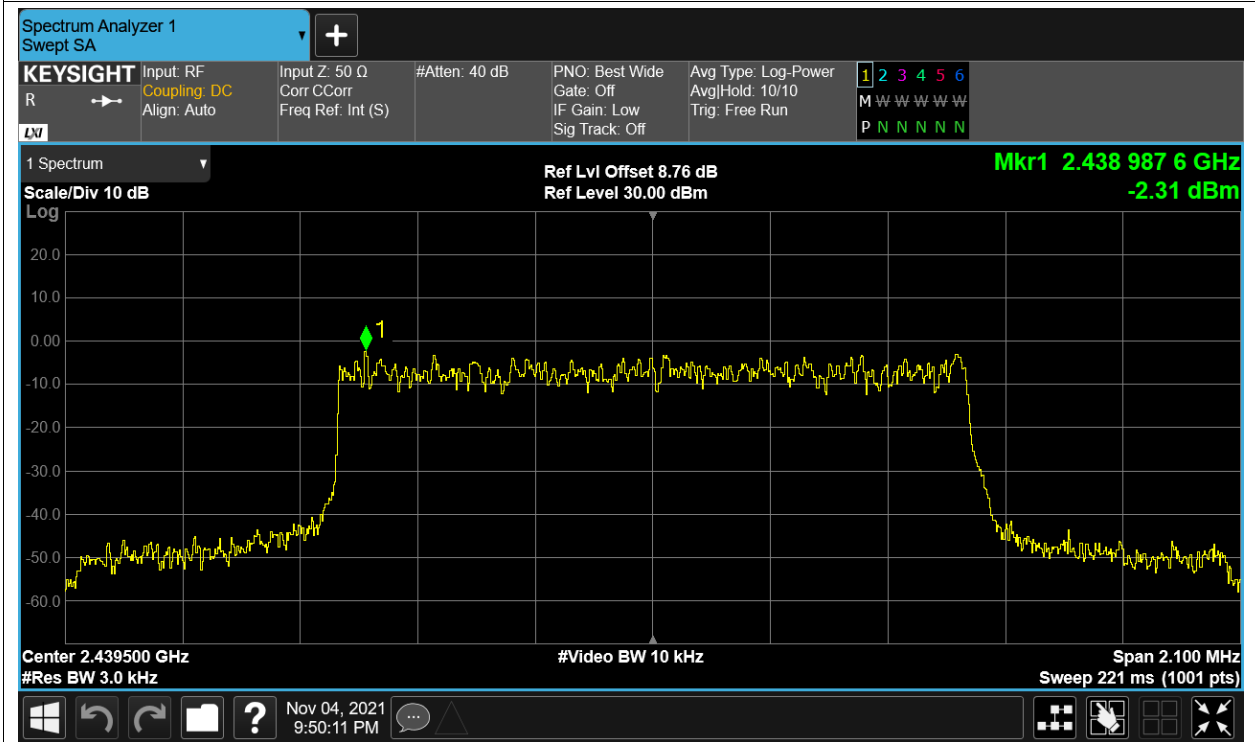 Spectrum Analyzer 1
Swept SA
KEYSIGHT
R
LXI
Input: RF
Coupling: DC
Align: Auto
Input Z: 50 Ω
Corr CCorr
Freq Ref: Int (S)
#Atten: 40 dB
PNO: Best Wide
Gate: Off
IF Gain: Low
Sig Track: Off
Avg Type: Log-Power
Avg|Hold: 10/10
Trig: Free Run
1 2 3 4 5 6
M W W W W W
P N N N N N
1 Spectrum
Scale/Div 10 dB
Ref Lvl Offset 8.76 dB
Ref Level 30.00 dBm
Mkr1 2.438 987 6 GHz
-2.31 dBm
Log
20.0
10.0
0.00
-10.0
-20.0
-30.0
-40.0
-50.0
-60.0
1
Center 2.439500 GHz
#Res BW 3.0 kHz
#Video BW 10 kHz
Span 2.100 MHz
Sweep 221 ms (1001 pts)
?
Nov 04, 2021
9:50:11 PM